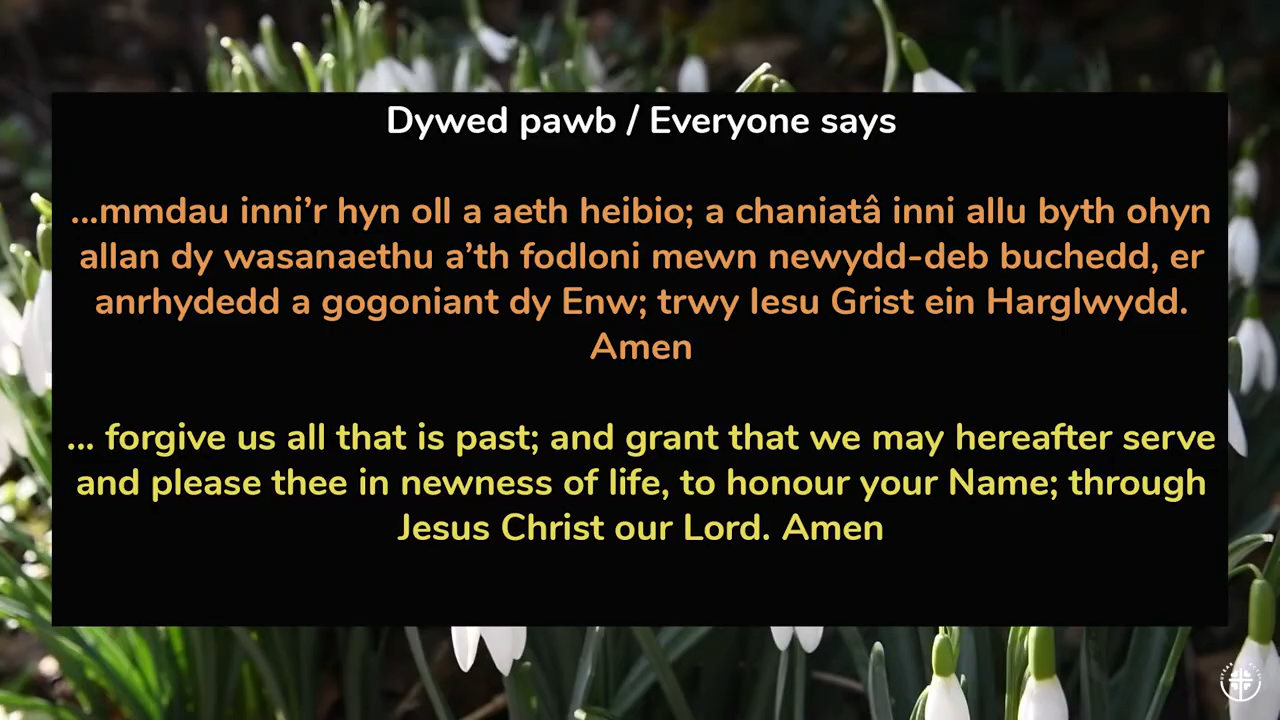 Dywed pawb / Everyone says
...mmdau inni’r hyn oll a aeth heibio; a chaniatâ inni allu byth ohyn
allan dy wasanaethu a’th fodloni mewn newydd-deb buchedd, er
anrhydedd a gogoniant dy Enw; trwy Iesu Grist ein Harglwydd.
Amen
... forgive us all that is past; and grant that we may hereafter serve
and please thee in newness of life, to honour your Name; through
Jesus Christ our Lord. Amen